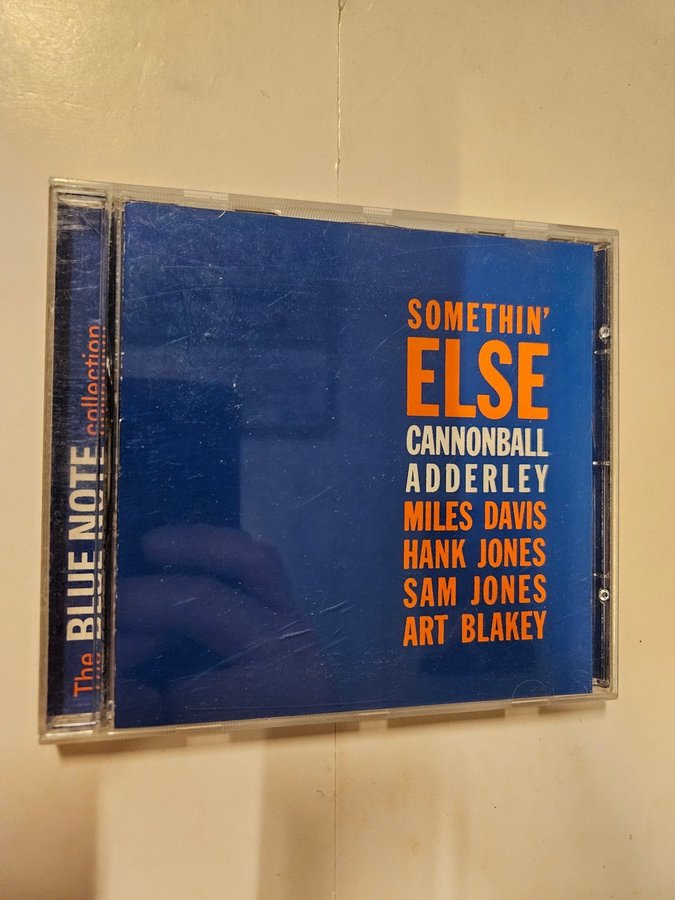 The BLUE NOTE collection
SOMETHIN'
ELSE
CANNONBALL
ADDERLEY
MILES DAVIS
HANK JONES
SAM JONES
ART BLAKEY